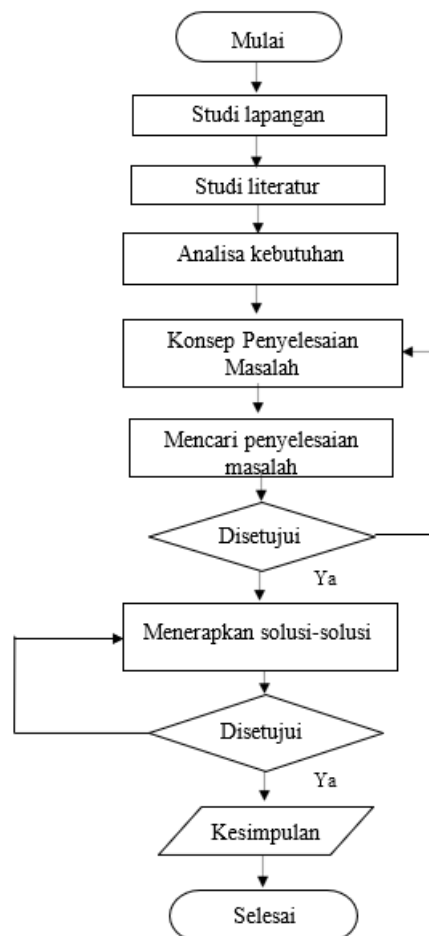 Mulai
Studi lapangan
Studi literatur
Analisa kebutuhan
Konsep Penyelesaian
Masalah
Mencari penyelesaian
masalah
Disetujui
Ya
Menerapkan solusi-solusi
Disetujui
Ya
Kesimpulan
Selesai